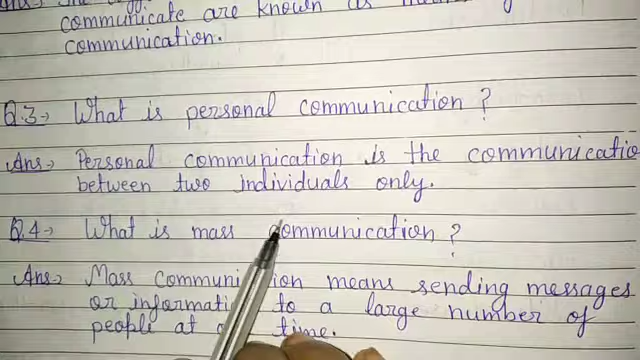 communicate are known as
communication.
Q.3→ What is personal communication ?
Ans→ Personal communication is the communicatio
between two individuals only.
Q.4→ What is mass communication ?
Ans→ Mass communi ion means sending messages
or informati to a large number of
people at time.